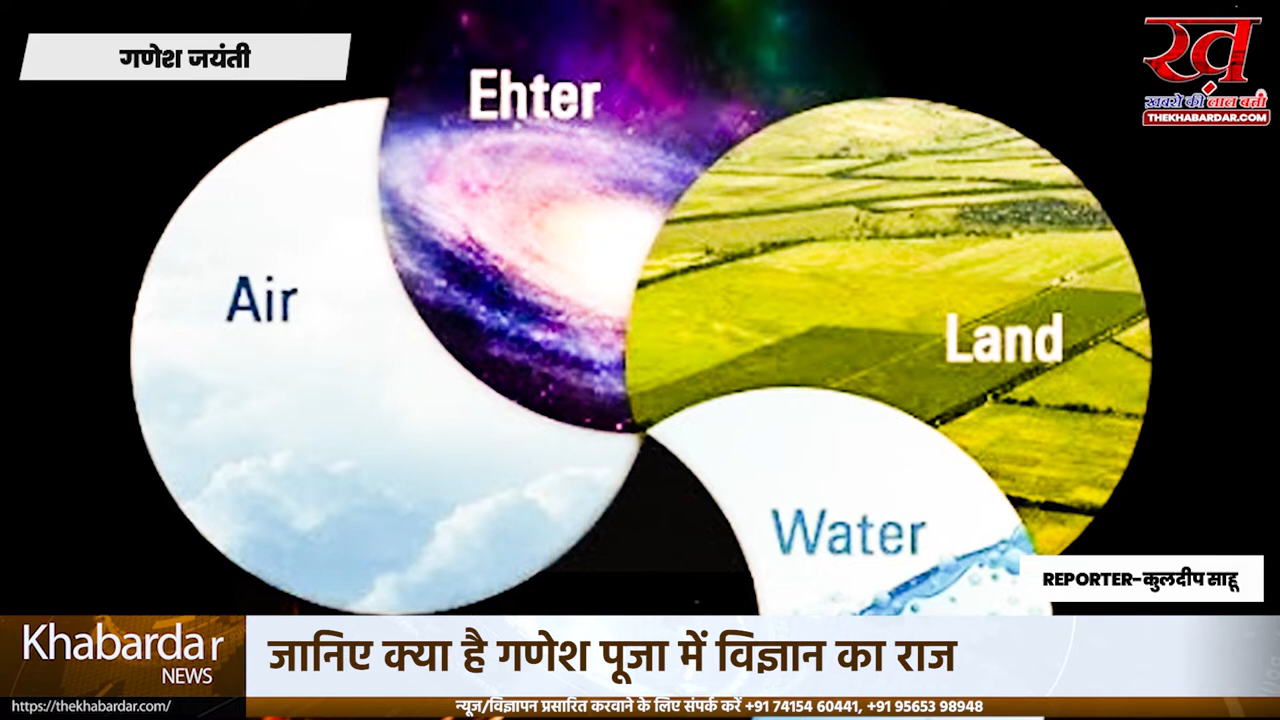 गणेश जयंती
Ehter
ख़
खबरों की लाल बत्ती
THEKHABARDAR.COM
Air
Land
Water
REPORTER-कुलदीप साहू
Khabardar
NEWS
जानिए क्या है गणेश पूजा में विज्ञान का राज
https://thekhabardar.com/
न्यूज/विज्ञापन प्रसारित करवाने के लिए संपर्क करें +91 74154 60441, +91 95653 98948